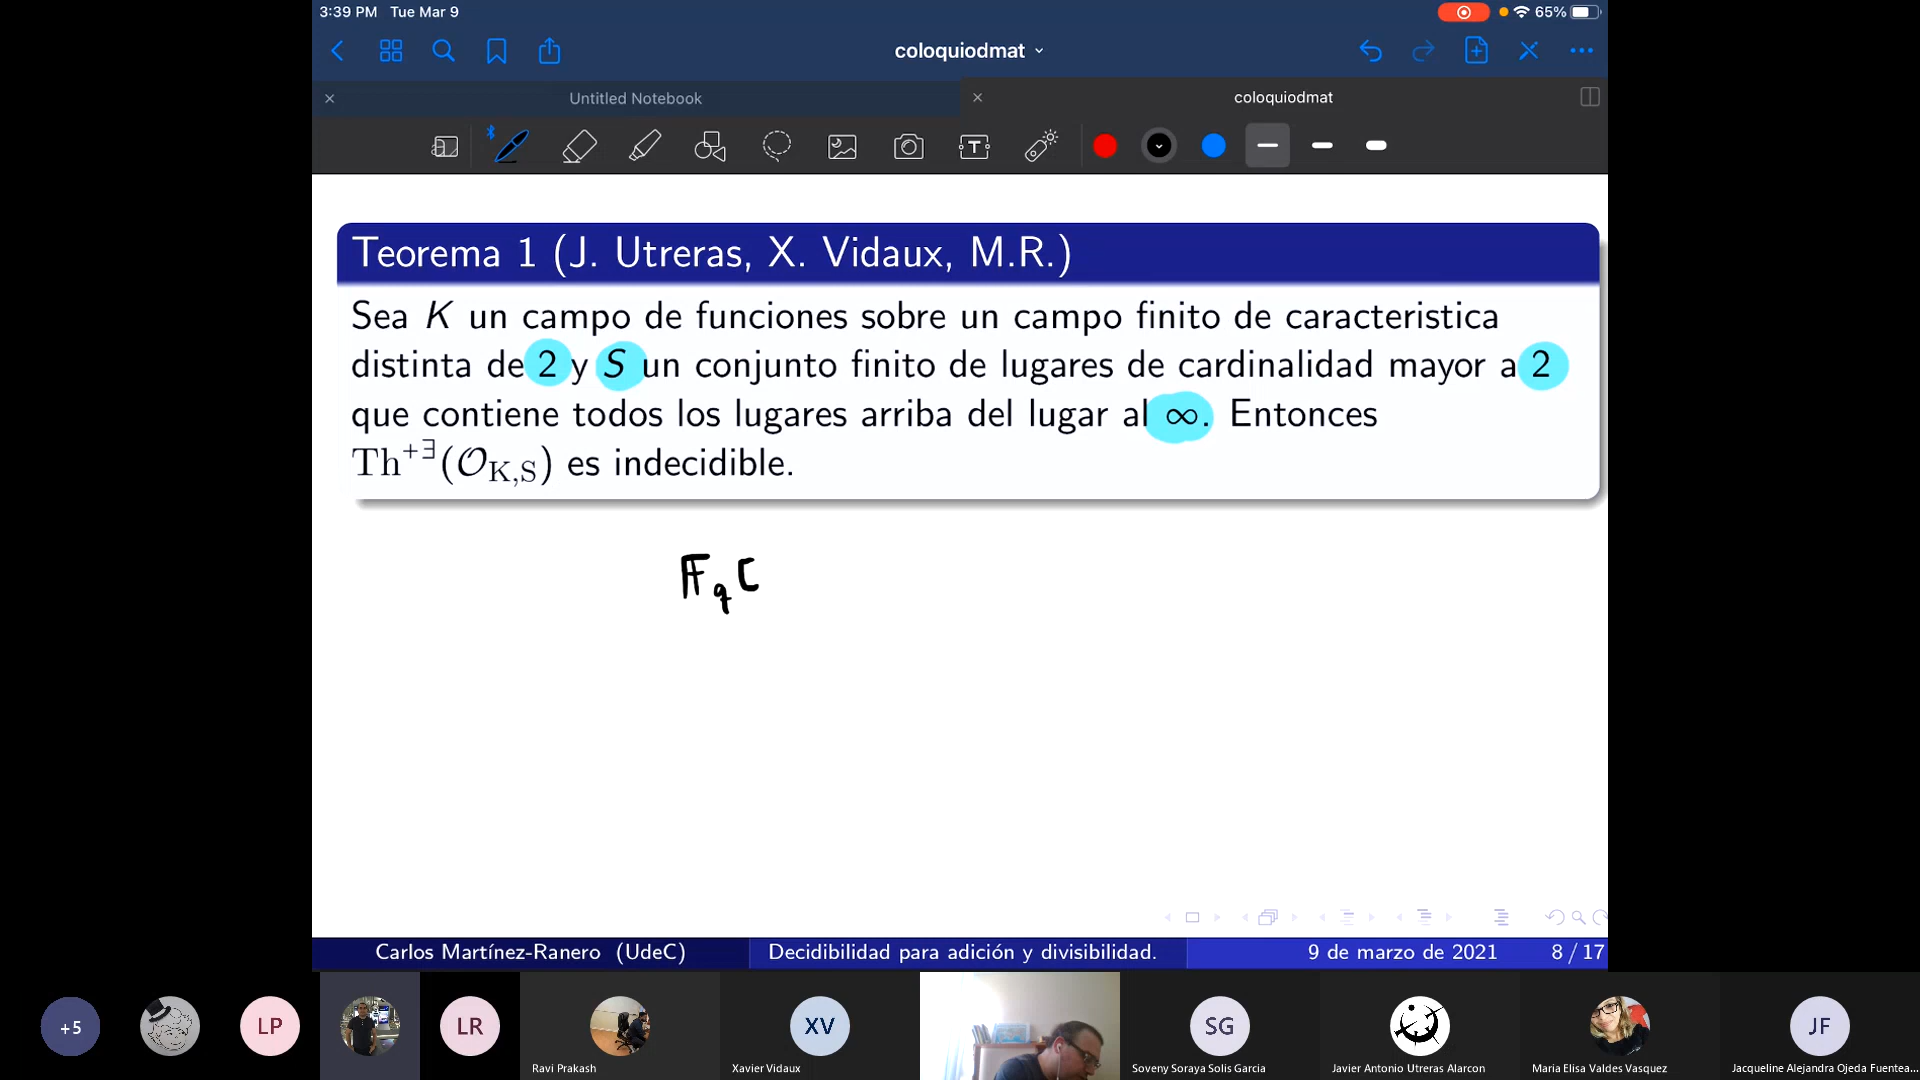 3:39 PM Tue Mar 9
65%
coloquiodmat
Untitled Notebook
coloquiodmat
Teorema 1 (J. Utreras, X. Vidaux, M.R.)
Sea K un campo de funciones sobre un campo finito de caracteristica
distinta de 2 y S un conjunto finito de lugares de cardinalidad mayor a 2
que contiene todos los lugares arriba del lugar al ∞. Entonces
Th⁺∃(𝒪K,S) es indecidible.
𝔽q [
Carlos Martínez-Ranero (UdeC) Decidibilidad para adición y divisibilidad. 9 de marzo de 2021 8 / 17
+5
LP
LR
XV
SG
JF
Ravi Prakash
Xavier Vidaux
Soveny Soraya Solis Garcia
Javier Antonio Utreras Alarcon
Maria Elisa Valdes Vasquez
Jacqueline Alejandra Ojeda Fuentea...